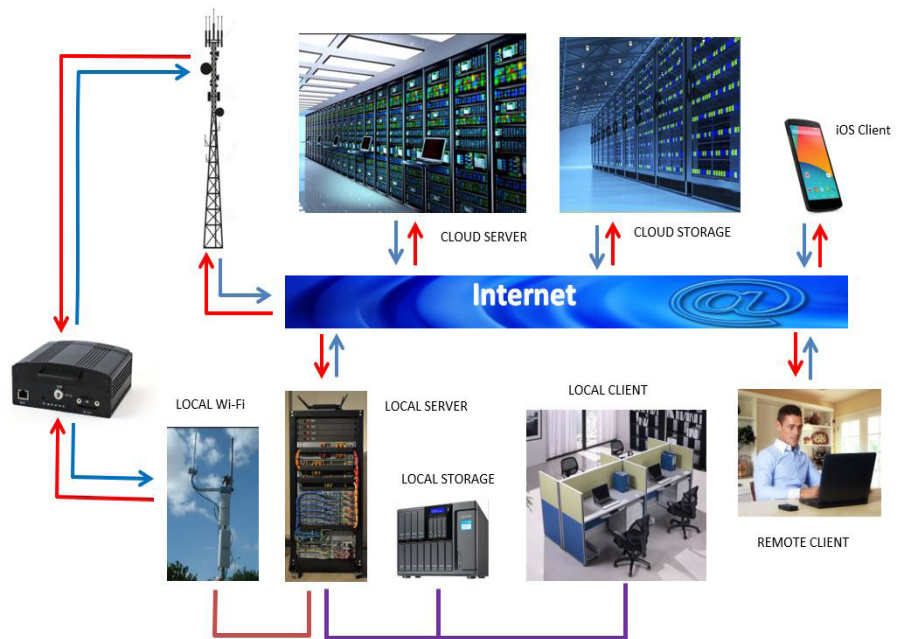 iOS Client
CLOUD SERVER
CLOUD STORAGE
Internet
@
LOCAL Wi-Fi
LOCAL SERVER
LOCAL CLIENT
LOCAL STORAGE
REMOTE CLIENT